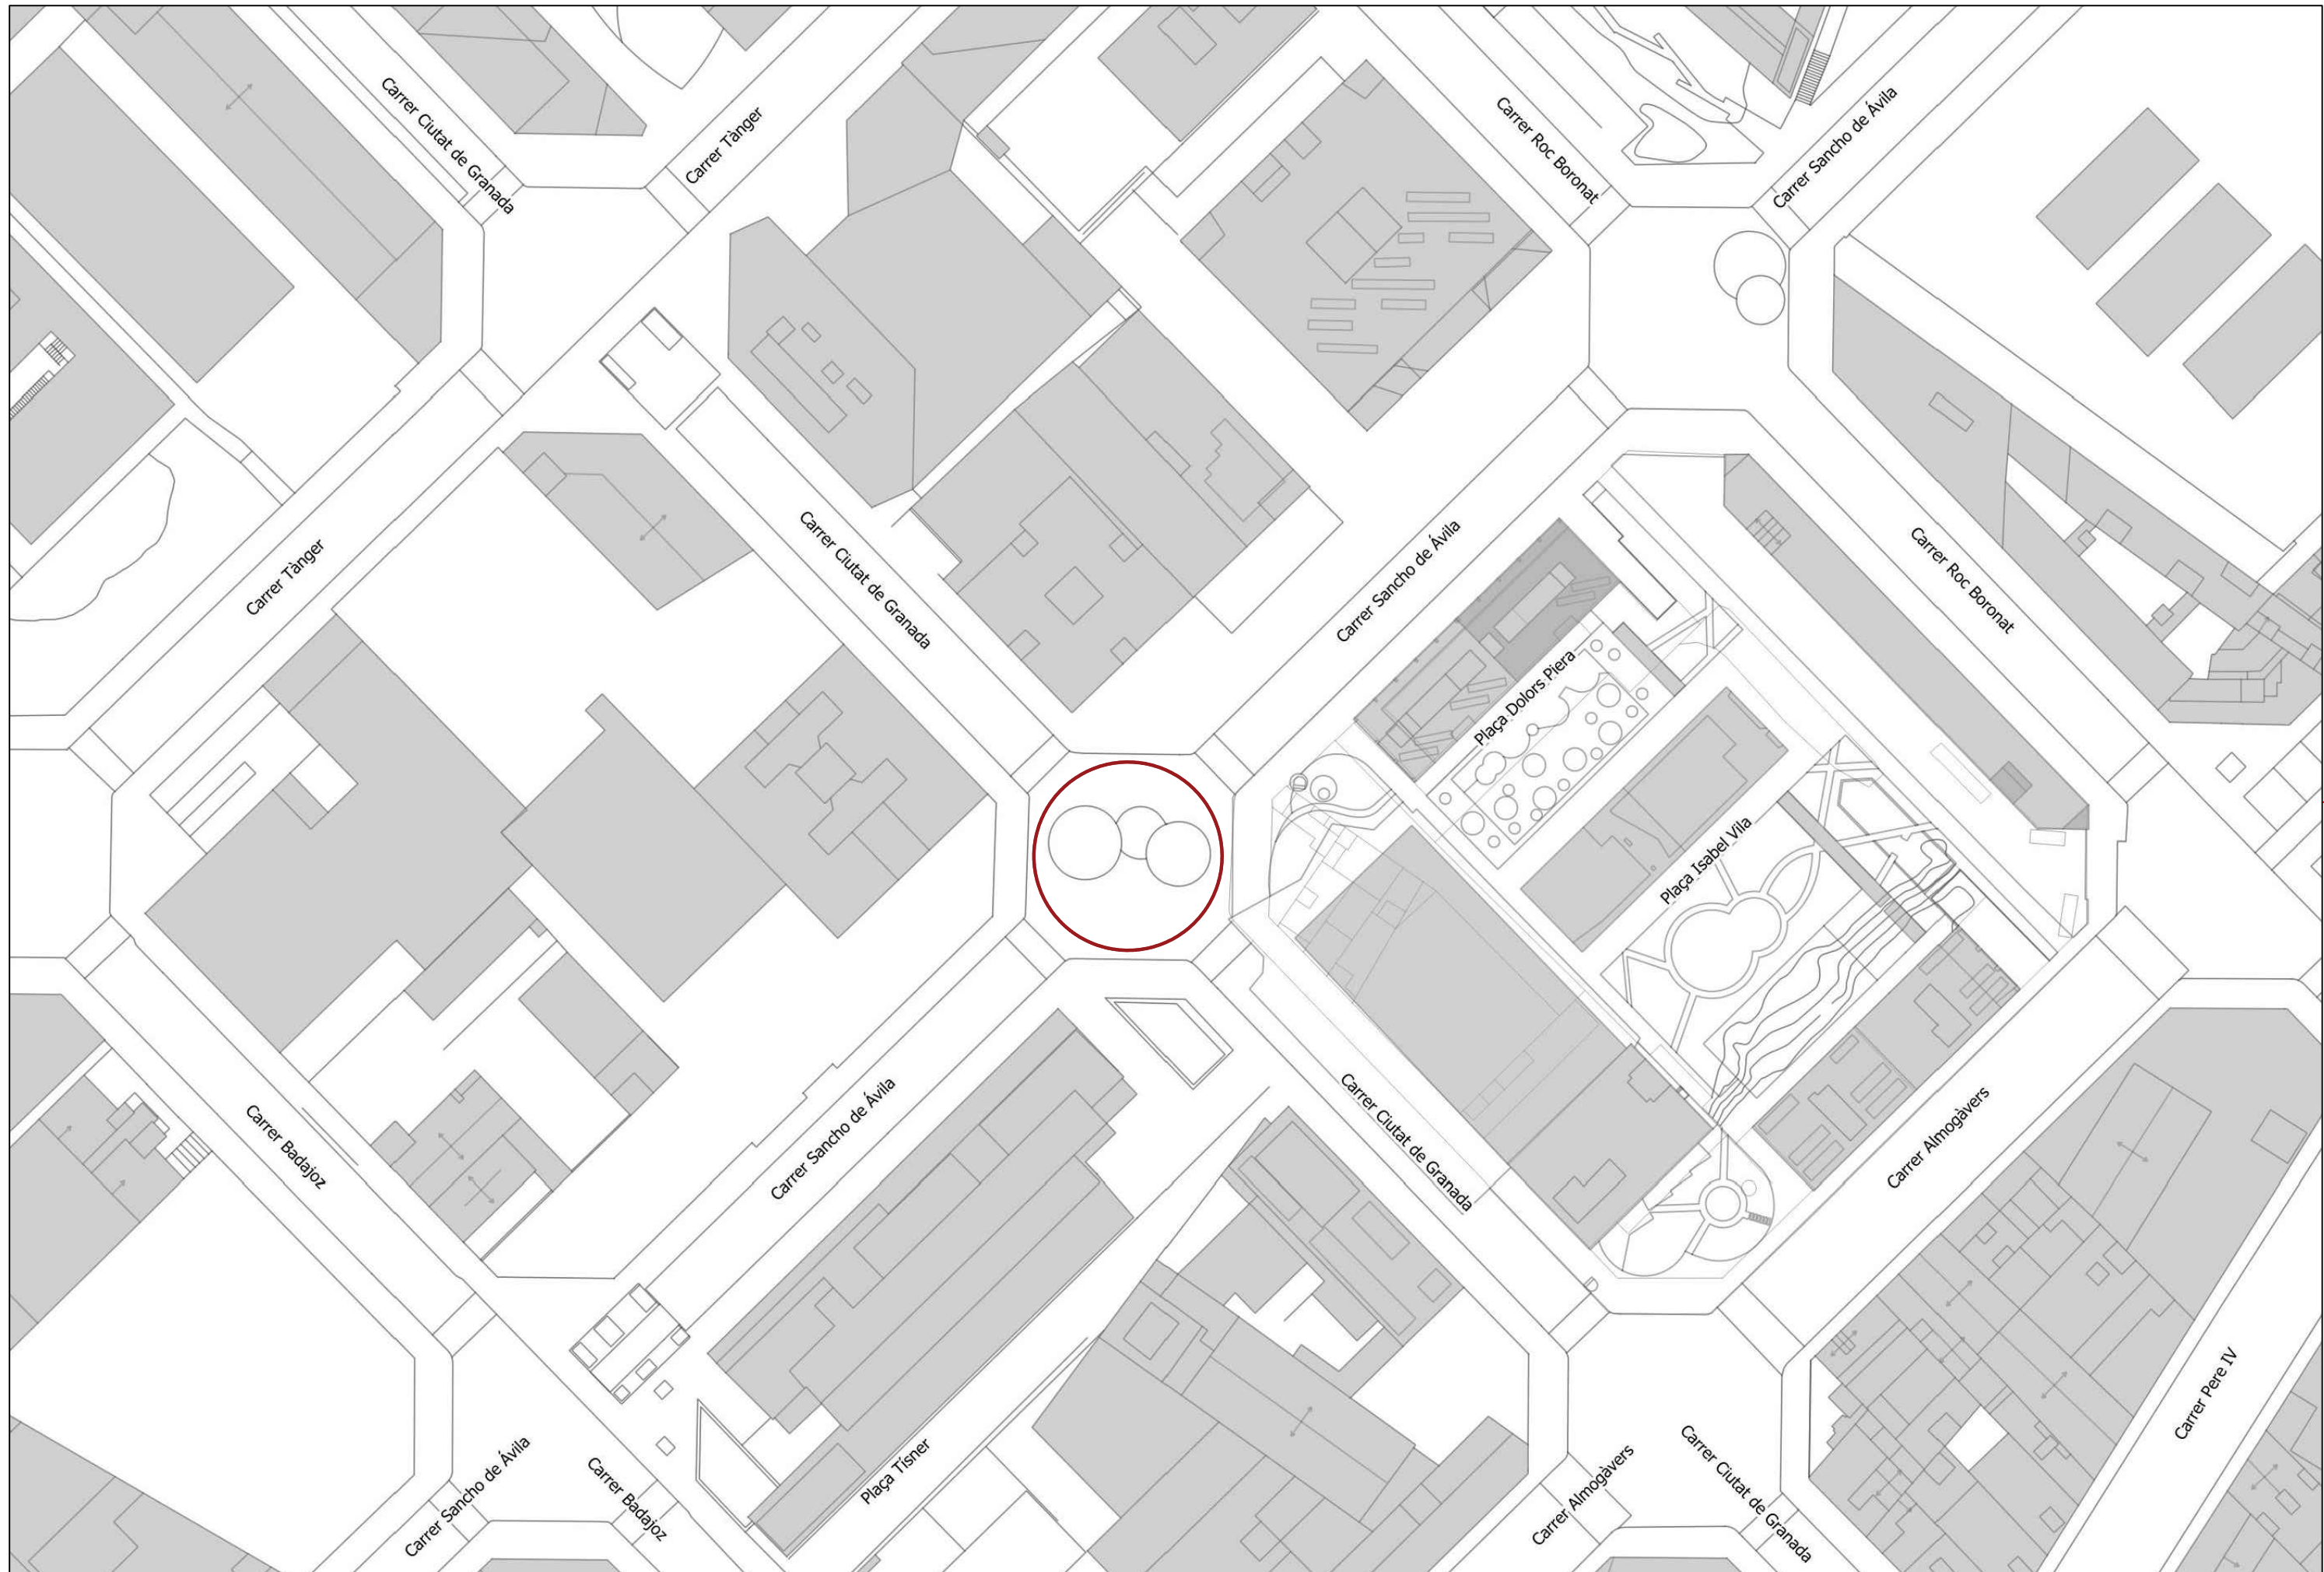 Carrer Ciutat de Granada
Carrer Tànger
Carrer Roc Boronat
Carrer Sancho de Ávila
Carrer Tànger
Carrer Ciutat de Granada
Carrer Sancho de Ávila
Carrer Roc Boronat
Plaça Dolors Piera
Plaça Isabel Vila
Carrer Badajoz
Carrer Sancho de Ávila
Carrer Ciutat de Granada
Carrer Almogàvers
Carrer Pere IV
Carrer Sancho de Ávila
Carrer Badajoz
Plaça Tísner
Carrer Almogàvers
Carrer Ciutat de Granada